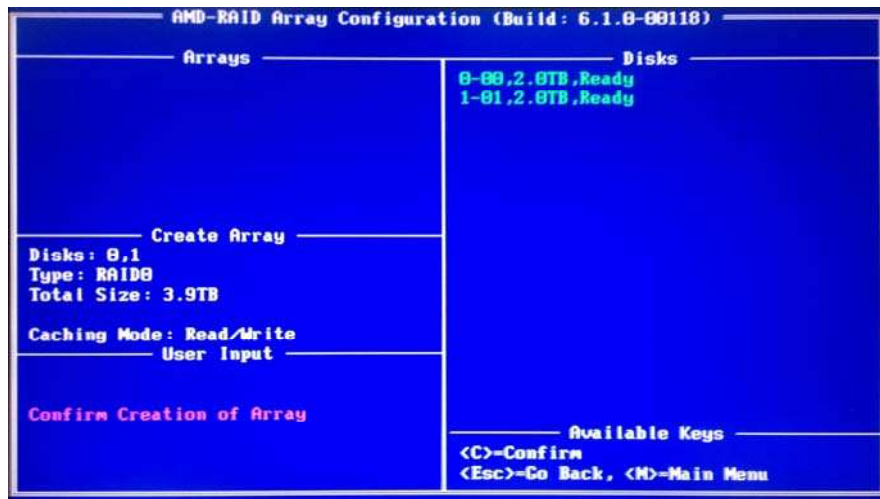 AMD-RAID Array Configuration (Build: 6.1.0-00118)
Arrays
Create Array
Disks: 0,1
Type: RAID0
Total Size: 3.9TB
Caching Mode: Read/Write
User Input
Confirm Creation of Array
Disks
0-00,2.0TB,Ready
1-01,2.0TB,Ready
Available Keys
<C>=Confirm
<Esc>=Go Back, <M>=Main Menu